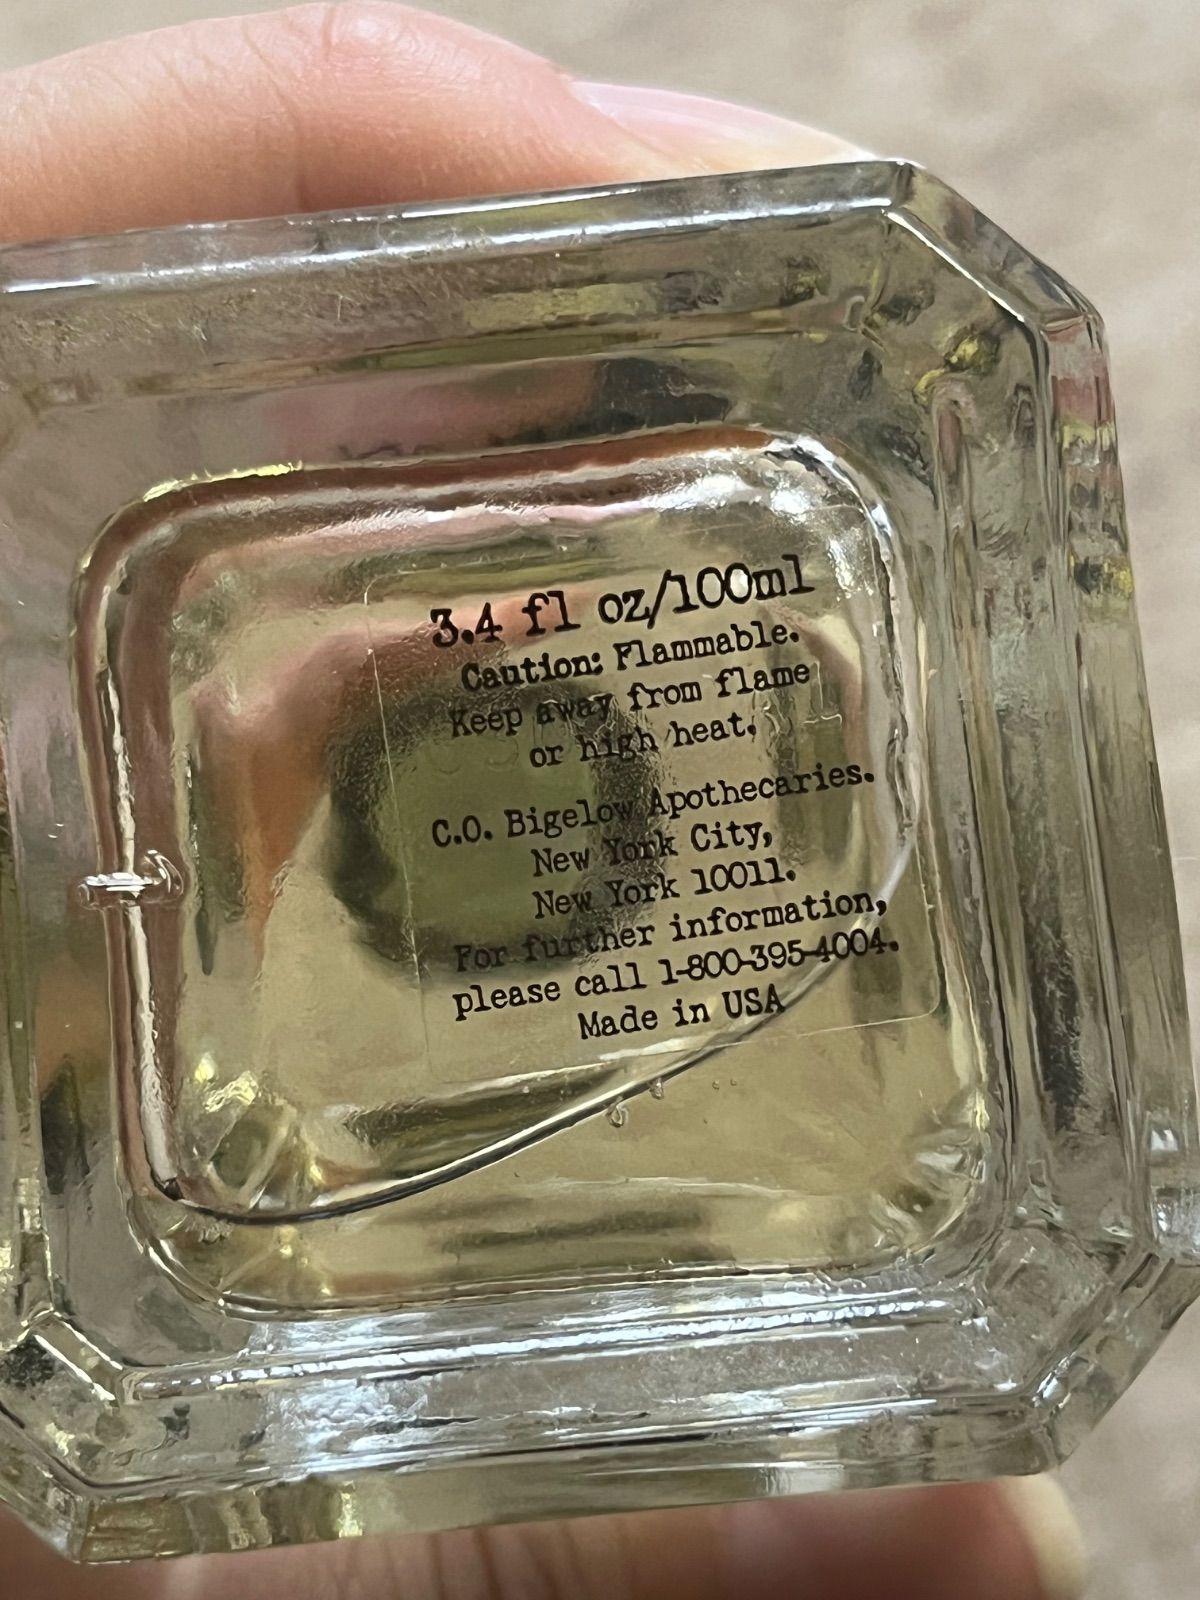 3.4 fl oz/100ml
Caution: Flammable.
Keep away from flame
or high heat.
C.O. Bigelow Apothecaries.
New York City,
New York 10011.
For further information,
please call 1-800-395-4004.
Made in USA